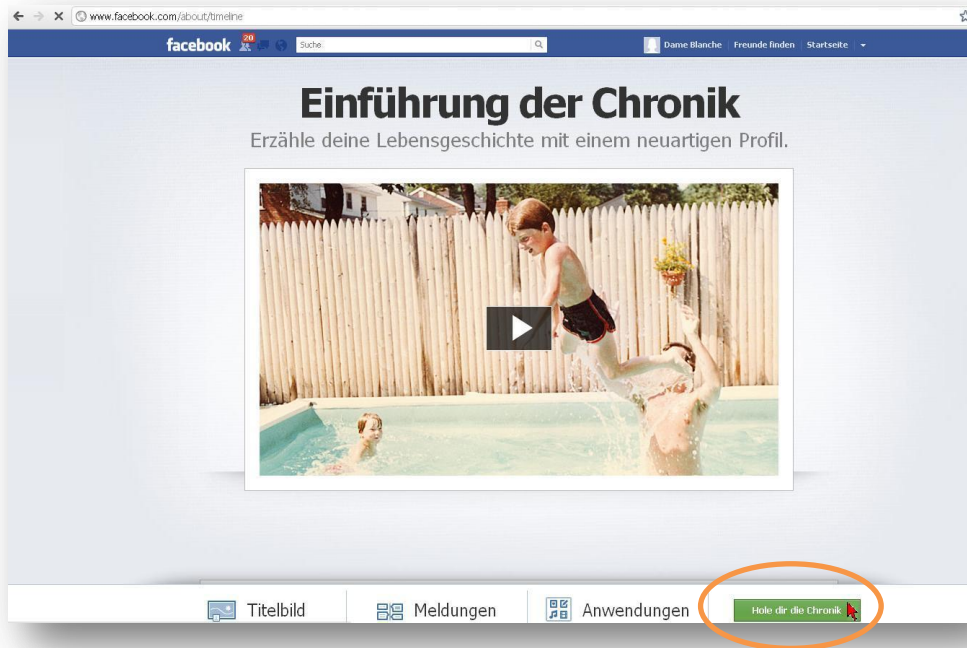 www.facebook.com/about/timeline
facebook 20 Suche Dame Blanche Freunde finden Startseite
Einführung der Chronik
Erzähle deine Lebensgeschichte mit einem neuartigen Profil.
Titelbild Meldungen Anwendungen Hole dir die Chronik